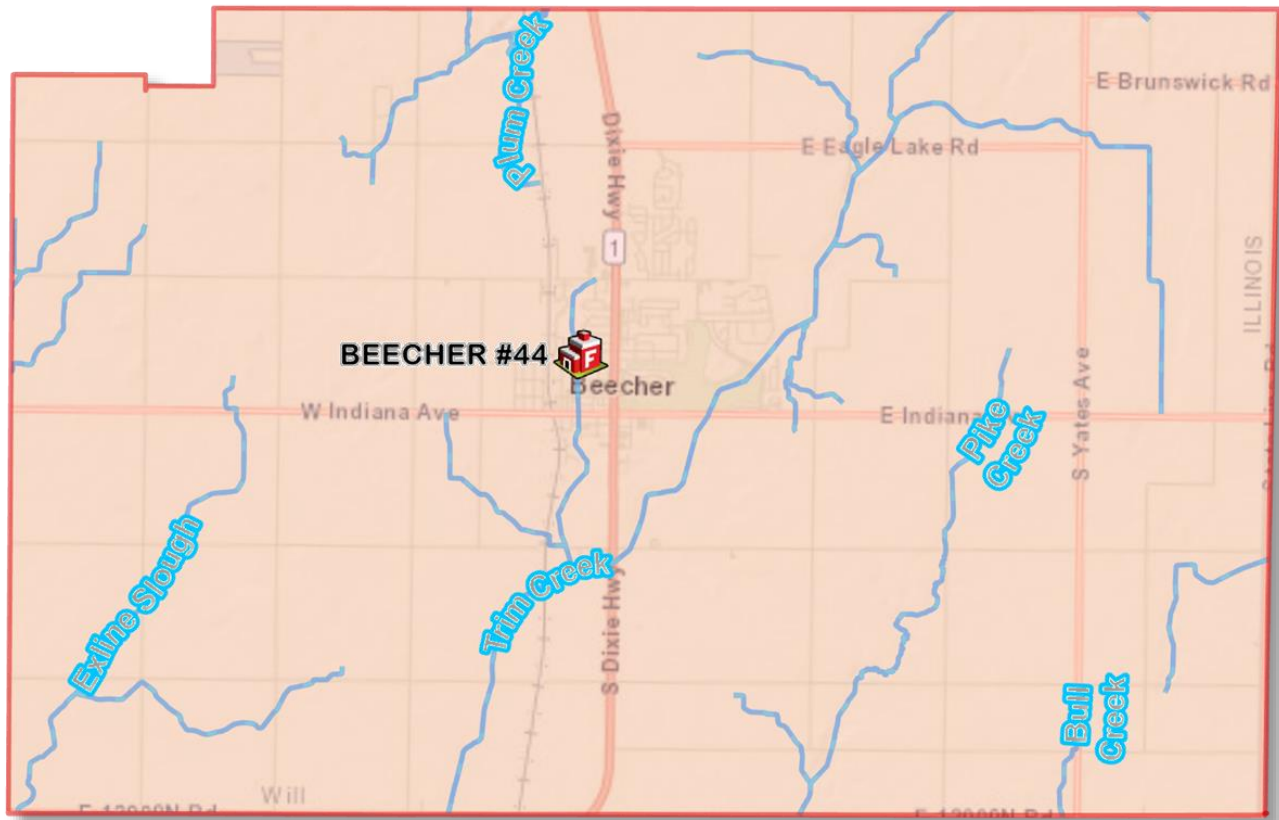 Plum Creek
E Brunswick Rd
Dixie Hwy
E Eagle Lake Rd
1
ILLINOIS
BEECHER #44
F
Beecher
W Indiana Ave
E Indiana
S Yates Ave
Pike
Creek
Exline Slough
Trim Creek
S Dixie Hwy
Bull
Creek
Will